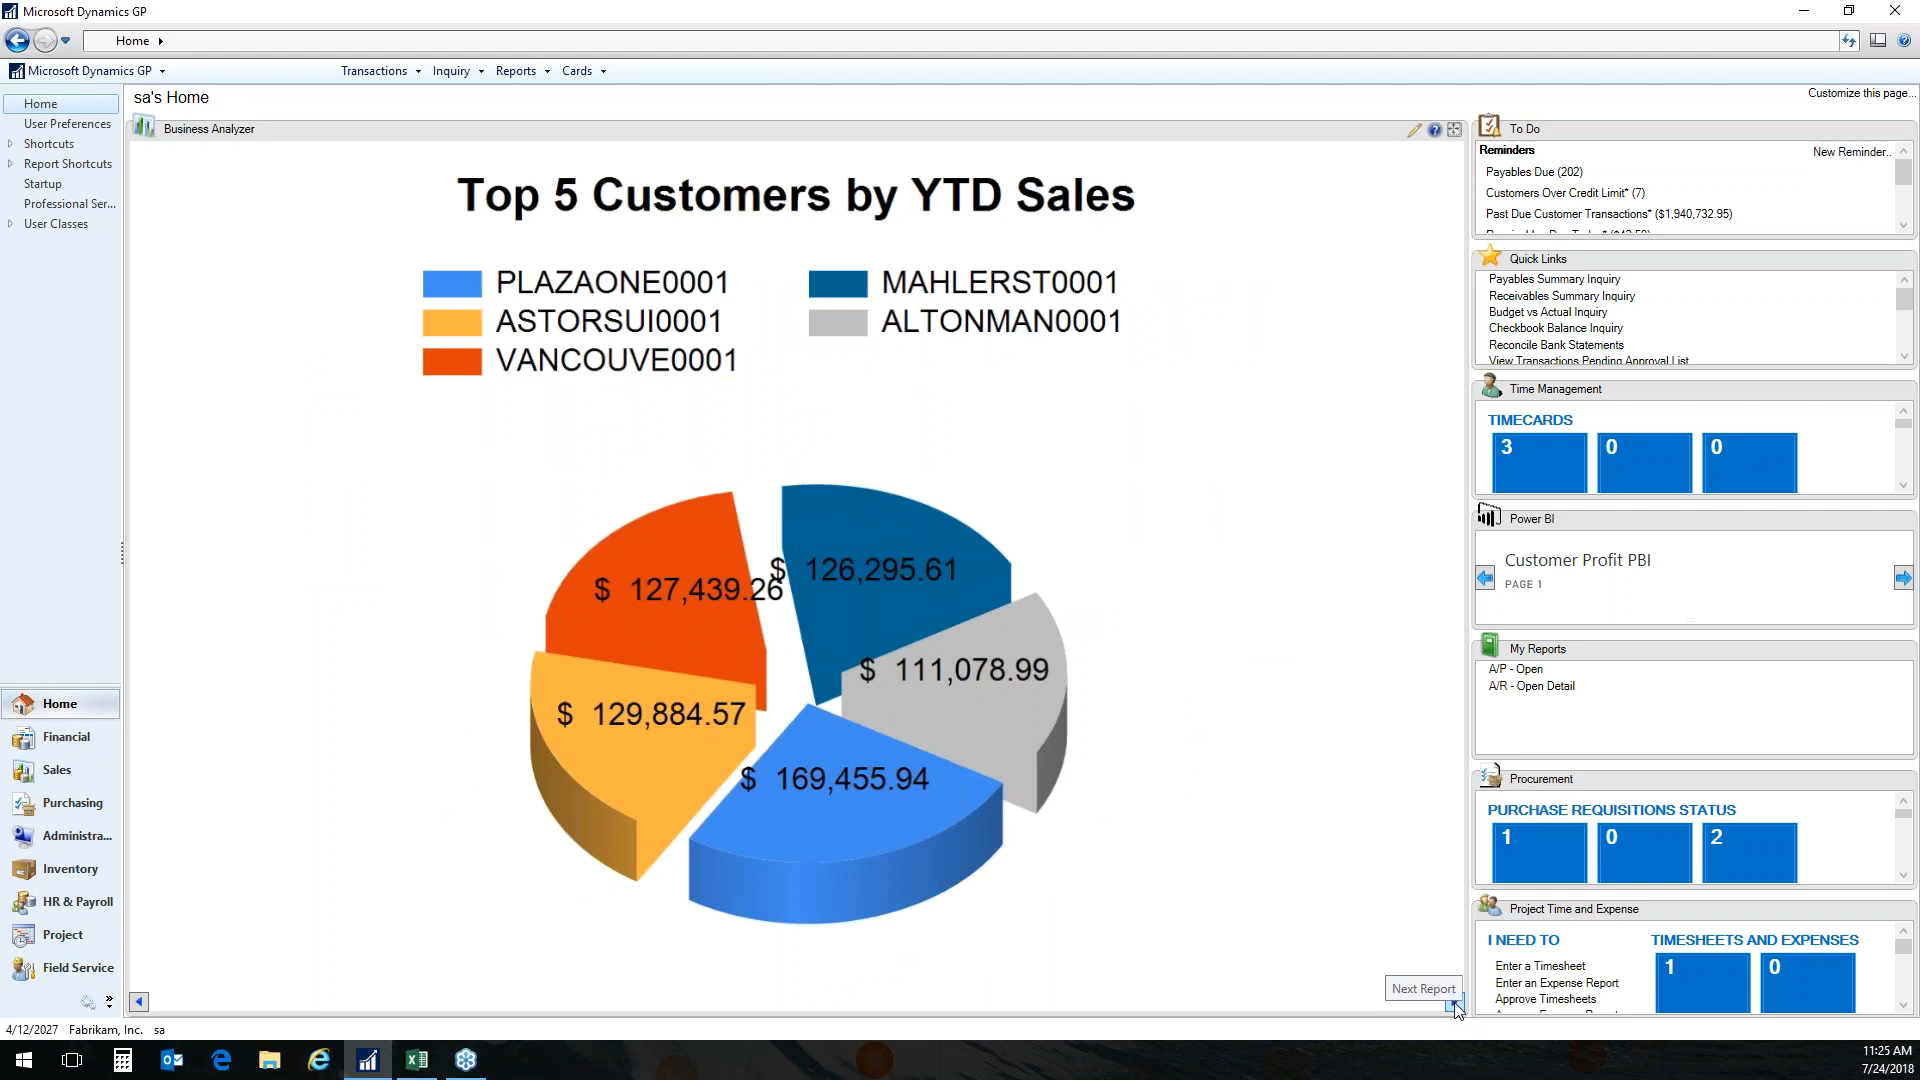 Microsoft Dynamics GP
Home
Microsoft Dynamics GP
Transactions Inquiry Reports Cards
Home
User Preferences
Shortcuts
Report Shortcuts
Startup
Professional Ser...
User Classes
sa's Home
Customize this page...
Business Analyzer
Top 5 Customers by YTD Sales
PLAZAONE0001 MAHLERST0001
ASTORSUI0001 ALTONMAN0001
VANCOUVE0001
$ 126,295.61
$ 127,439.26
$ 111,078.99
$ 129,884.57
$ 169,455.94
Next Report
To Do
Reminders New Reminder..
Payables Due (202)
Customers Over Credit Limit* (7)
Past Due Customer Transactions* ($1,940,732.95)
Quick Links
Payables Summary Inquiry
Receivables Summary Inquiry
Budget vs Actual Inquiry
Checkbook Balance Inquiry
Reconcile Bank Statements
View Transactions Pending Approval List
Time Management
TIMECARDS
3 0 0
Power BI
Customer Profit PBI
PAGE 1
My Reports
A/P - Open
A/R - Open Detail
Procurement
PURCHASE REQUISITIONS STATUS
1 0 2
Project Time and Expense
I NEED TO TIMESHEETS AND EXPENSES
Enter a Timesheet
Enter an Expense Report
Approve Timesheets
1 0
Home
Financial
Sales
Purchasing
Administra...
Inventory
HR & Payroll
Project
Field Service
4/12/2027 Fabrikam, Inc. sa
11:25 AM
7/24/2018